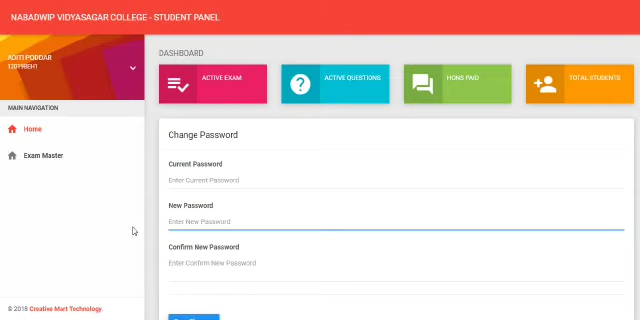 NABADWIP VIDYASAGAR COLLEGE - STUDENT PANEL
ADITI PODDAR
MAIN NAVIGATION
Home
Exam Master
© 2018 Creative Mart Technology.
DASHBOARD
ACTIVE EXAM
ACTIVE QUESTIONS
HONS PAID
TOTAL STUDENTS
Change Password
Current Password
Enter Current Password
New Password
Enter New Password
Confirm New Password
Enter Confirm New Password